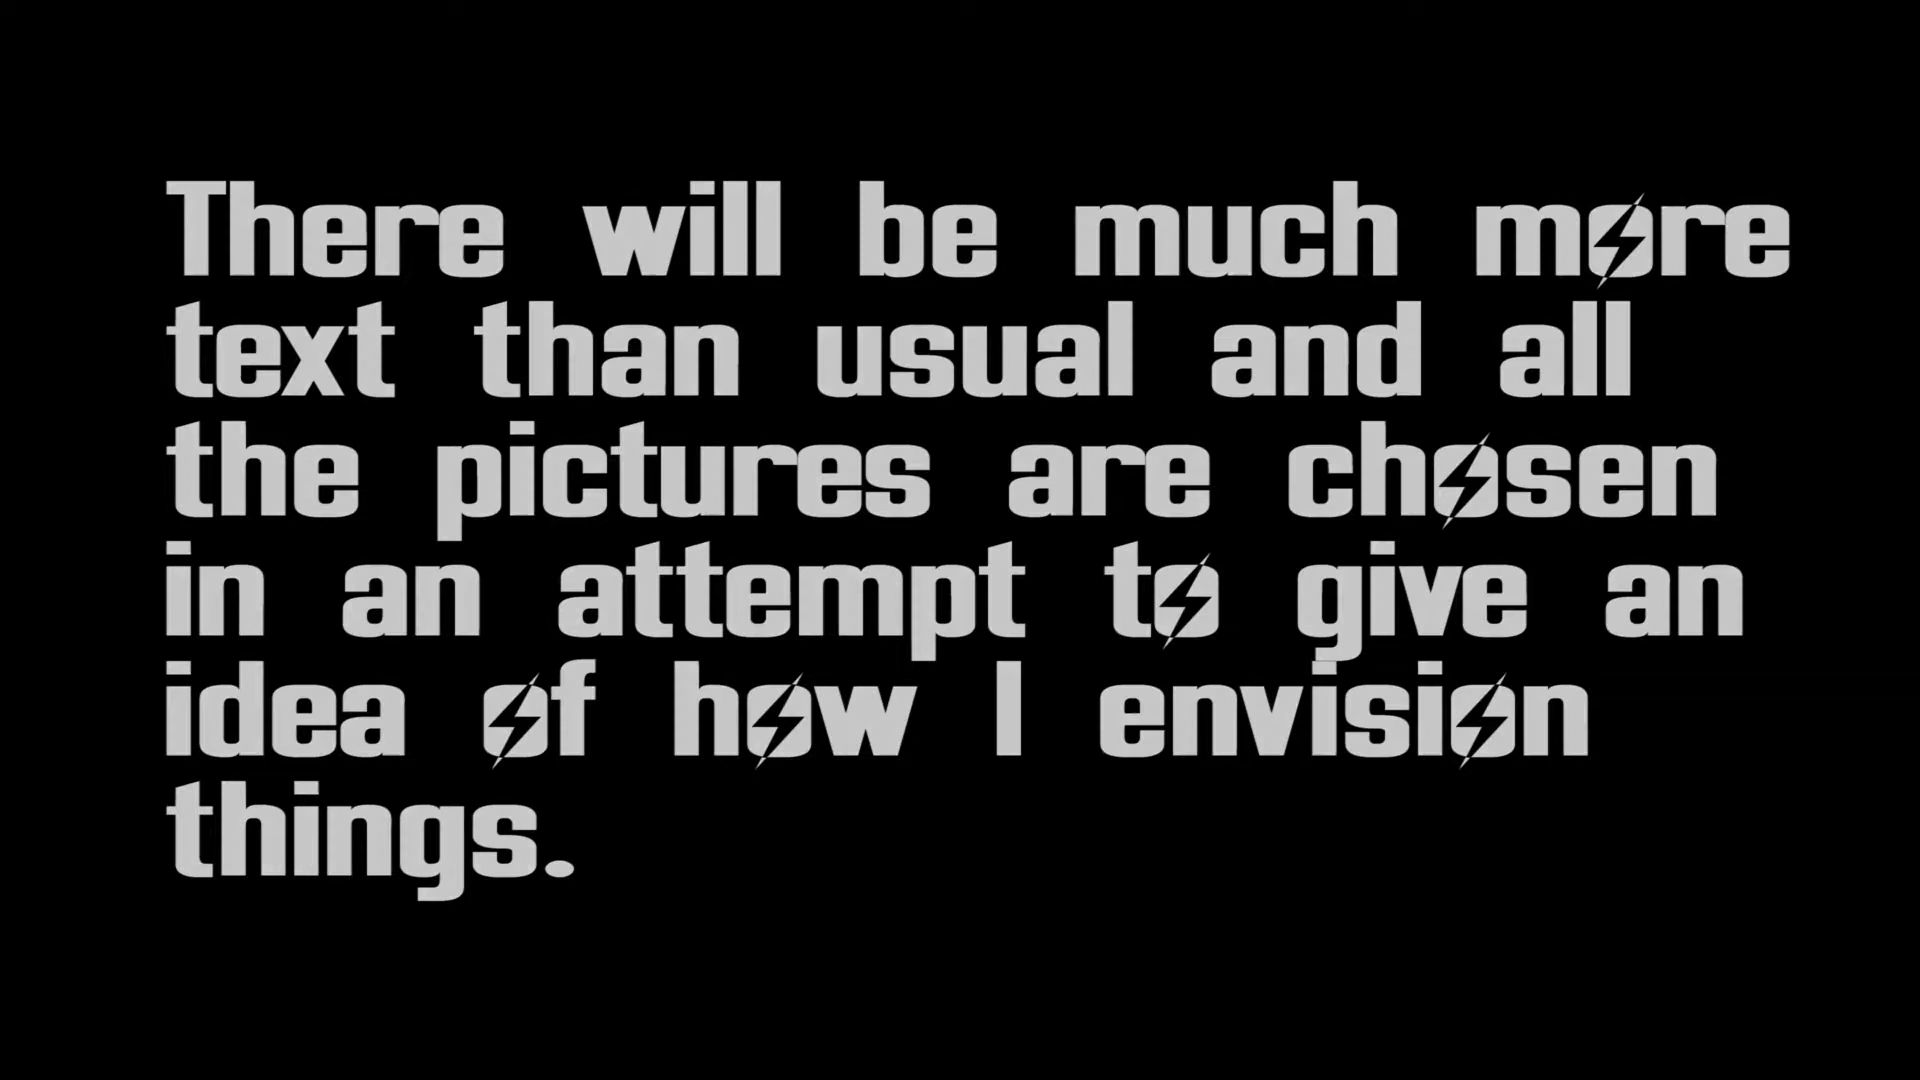 There will be much more
text than usual and all
the pictures are chosen
in an attempt to give an
idea of how I envision
things.